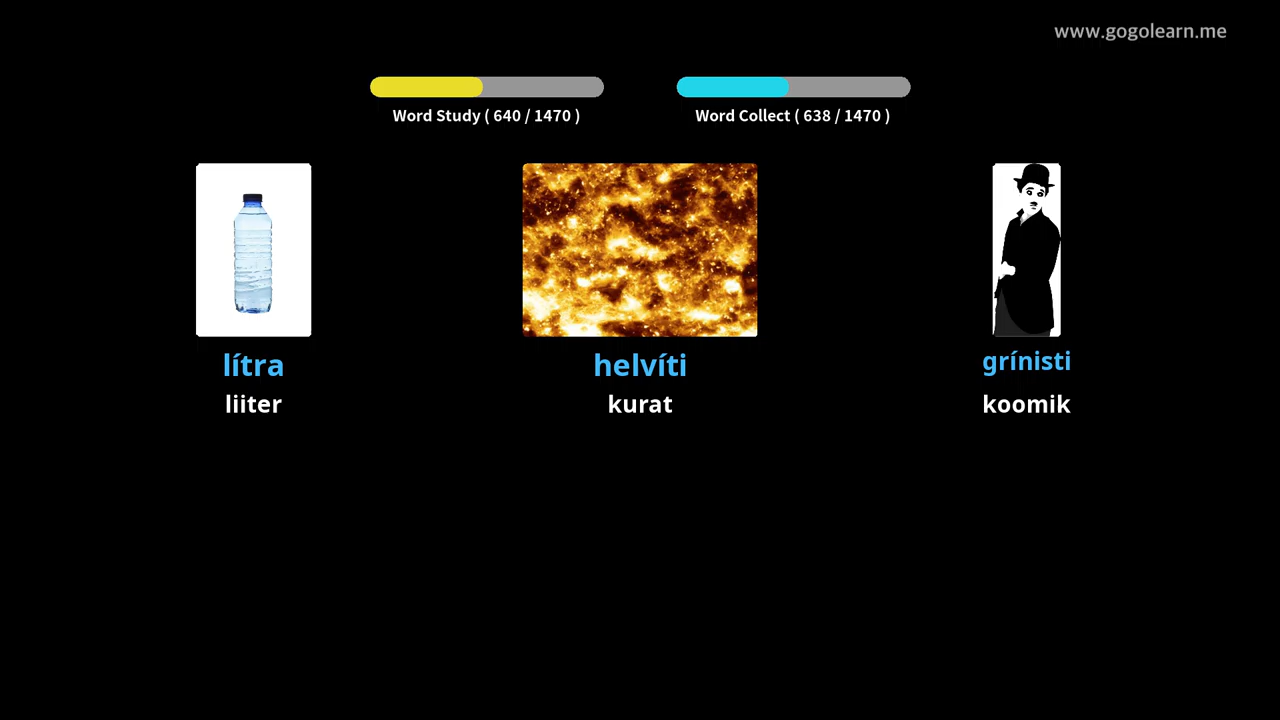 www.gogolearn.me
Word Study ( 640 / 1470 )
Word Collect ( 638 / 1470 )
lítra
liiter
helvíti
kurat
grínisti
koomik